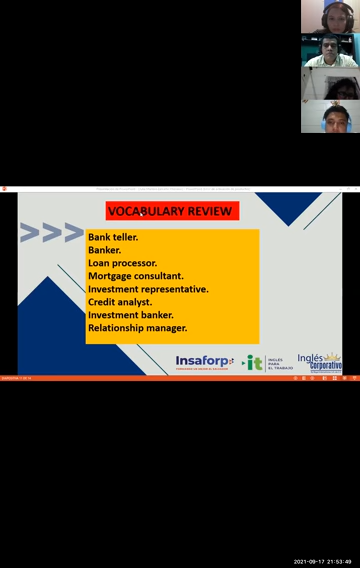 VOCABULARY REVIEW
Bank teller.
Banker.
Loan processor.
Mortgage consultant.
Investment representative.
Credit analyst.
Investment banker.
Relationship manager.
Insaforp
it
INGLÉS
PARA
EL TRABAJO
Inglés
Corporativo
2021-09-17 21:53:49